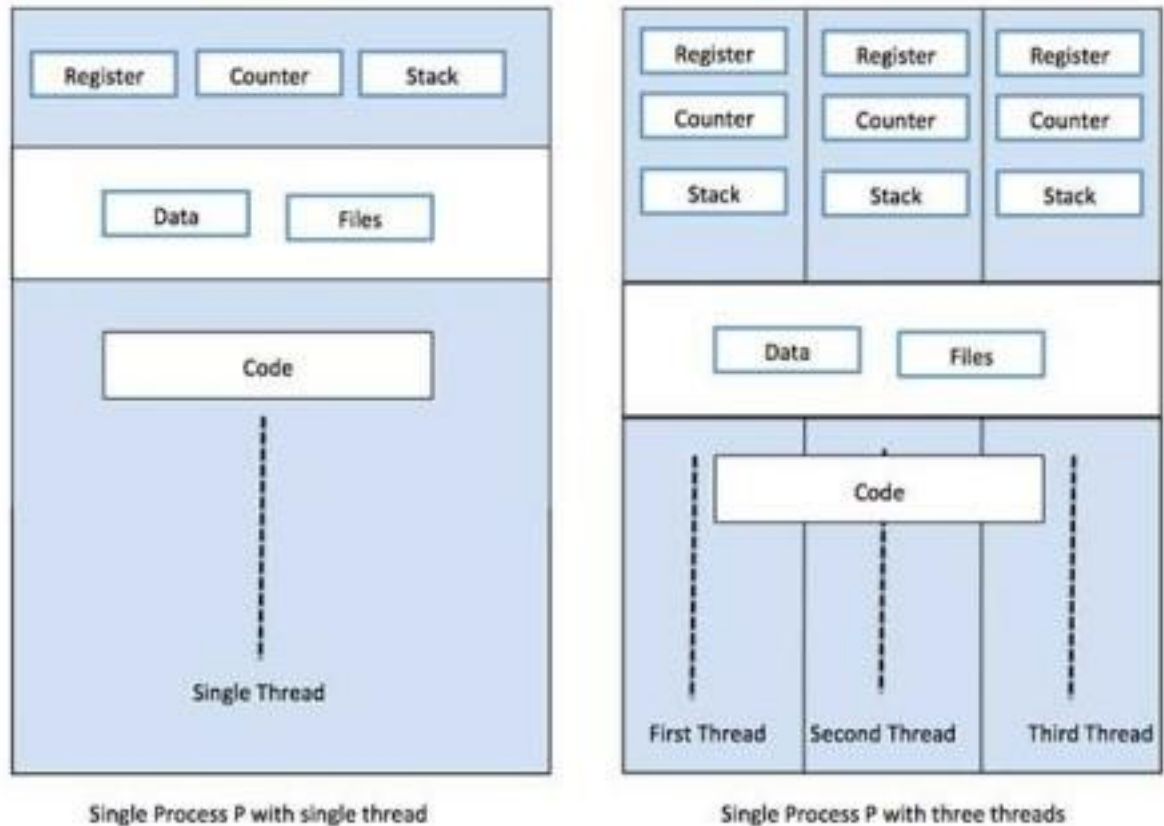 Register Counter Stack
Data Files
Code
Single Thread
Single Process P with single thread
Register Register Register
Counter Counter Counter
Stack Stack Stack
Data Files
Code
First Thread Second Thread Third Thread
Single Process P with three threads